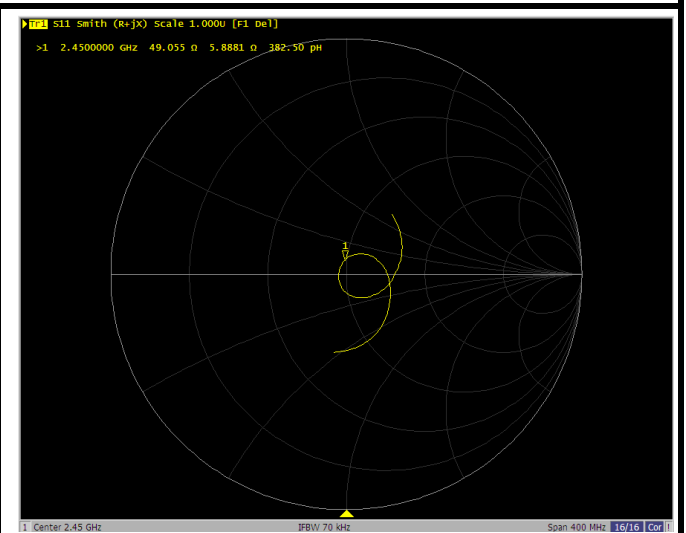 Tr1 S11 Smith (R+jX) Scale 1.000U [F1 Del]
>1 2.4500000 GHz 49.055 Ω 5.8881 Ω 382.50 pH
1
1 Center 2.45 GHz IFBW 70 kHz Span 400 MHz 16/16 Cor !